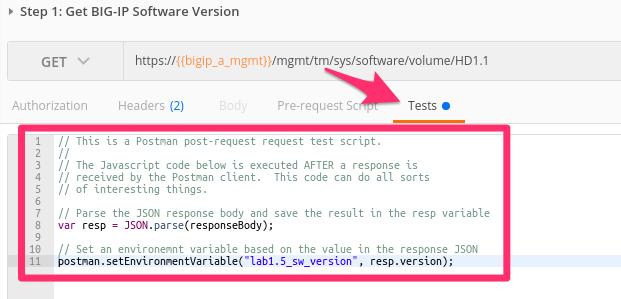 Step 1: Get BIG-IP Software Version
GET https://{{bigip_a_mgmt}}/mgmt/tm/sys/software/volume/HD1.1
Authorization Headers (2) Body Pre-request Script Tests
1 // This is a Postman post-request request test script.
2 //
3 // The Javascript code below is executed AFTER a response is
4 // received by the Postman client.  This code can do all sorts
5 // of interesting things.
6
7 // Parse the JSON response body and save the result in the resp variable
8 var resp = JSON.parse(responseBody);
9
10 // Set an environemnt variable based on the value in the response JSON
11 postman.setEnvironmentVariable("lab1.5_sw_version", resp.version);